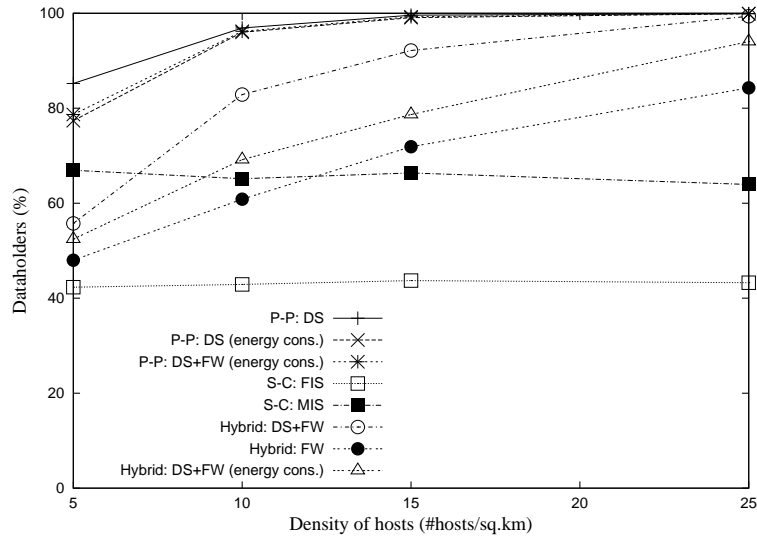 100
80
60
40
20
0
Dataholders (%)
P-P: DS
P-P: DS (energy cons.)
P-P: DS+FW (energy cons.)
S-C: FIS
S-C: MIS
Hybrid: DS+FW
Hybrid: FW
Hybrid: DS+FW (energy cons.)
5
10
15
20
25
Density of hosts (#hosts/sq.km)